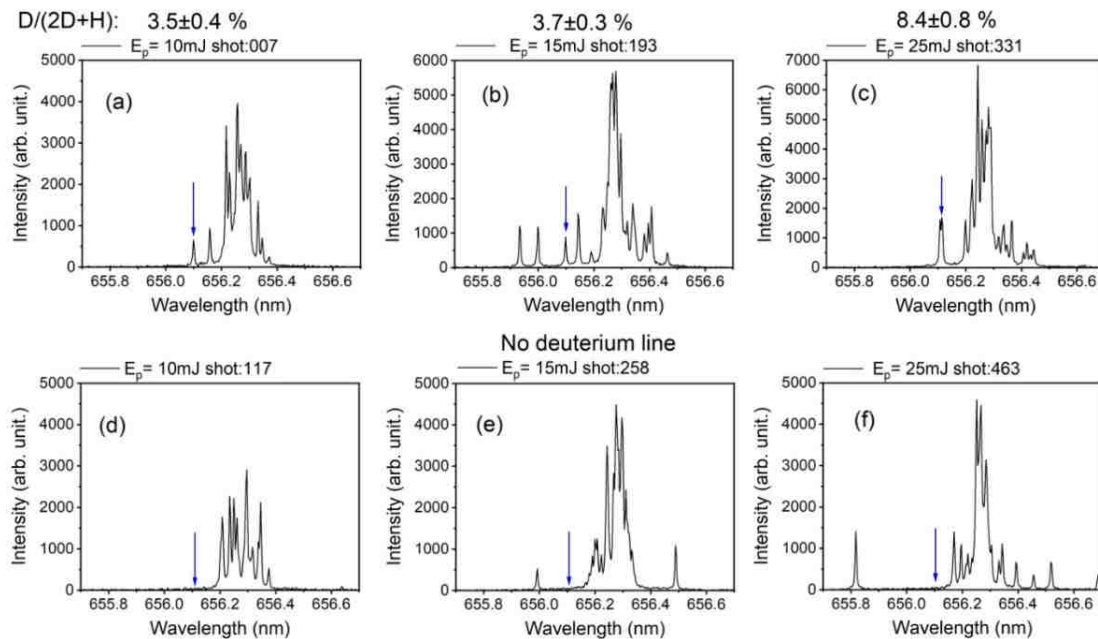 D/(2D+H): 3.5±0.4 % 3.7±0.3 % 8.4±0.8 %
E_p= 10mJ shot:007
E_p= 15mJ shot:193
E_p= 25mJ shot:331
5000
4000
3000
2000
1000
0
Intensity (arb. unit.)
(a)
655.8 656.0 656.2 656.4 656.6
Wavelength (nm)
6000
5000
4000
3000
2000
1000
0
Intensity (arb. unit.)
(b)
655.8 656.0 656.2 656.4 656.6
Wavelength (nm)
7000
6000
5000
4000
3000
2000
1000
0
Intensity (arb. unit.)
(c)
655.8 656.0 656.2 656.4 656.6
Wavelength (nm)
No deuterium line
E_p= 10mJ shot:117
E_p= 15mJ shot:258
E_p= 25mJ shot:463
5000
4000
3000
2000
1000
0
Intensity (arb. unit.)
(d)
655.8 656.0 656.2 656.4 656.6
Wavelength (nm)
5000
4000
3000
2000
1000
0
Intensity (arb. unit.)
(e)
655.8 656.0 656.2 656.4 656.6
Wavelength (nm)
5000
4000
3000
2000
1000
0
Intensity (arb. unit.)
(f)
655.8 656.0 656.2 656.4 656.6
Wavelength (nm)